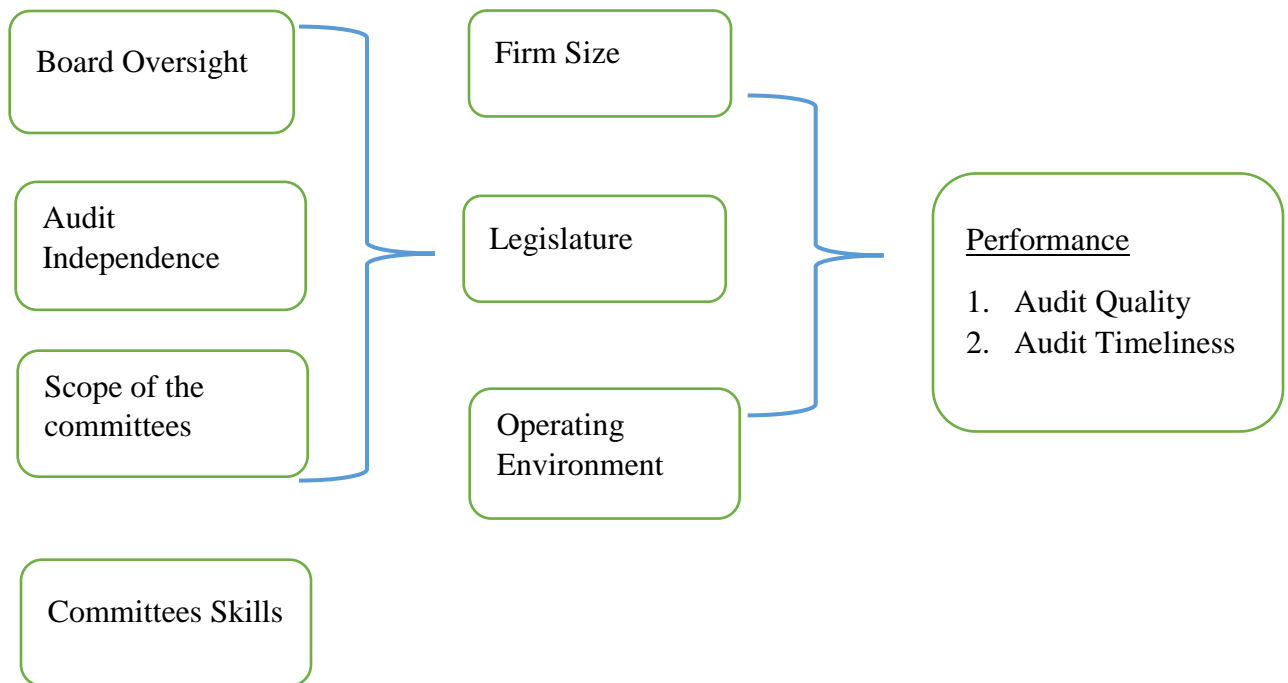 Board Oversight
Audit
Independence
Scope of the
committees
Committees Skills
Firm Size
Legislature
Operating
Environment
Performance
1. Audit Quality
2. Audit Timeliness